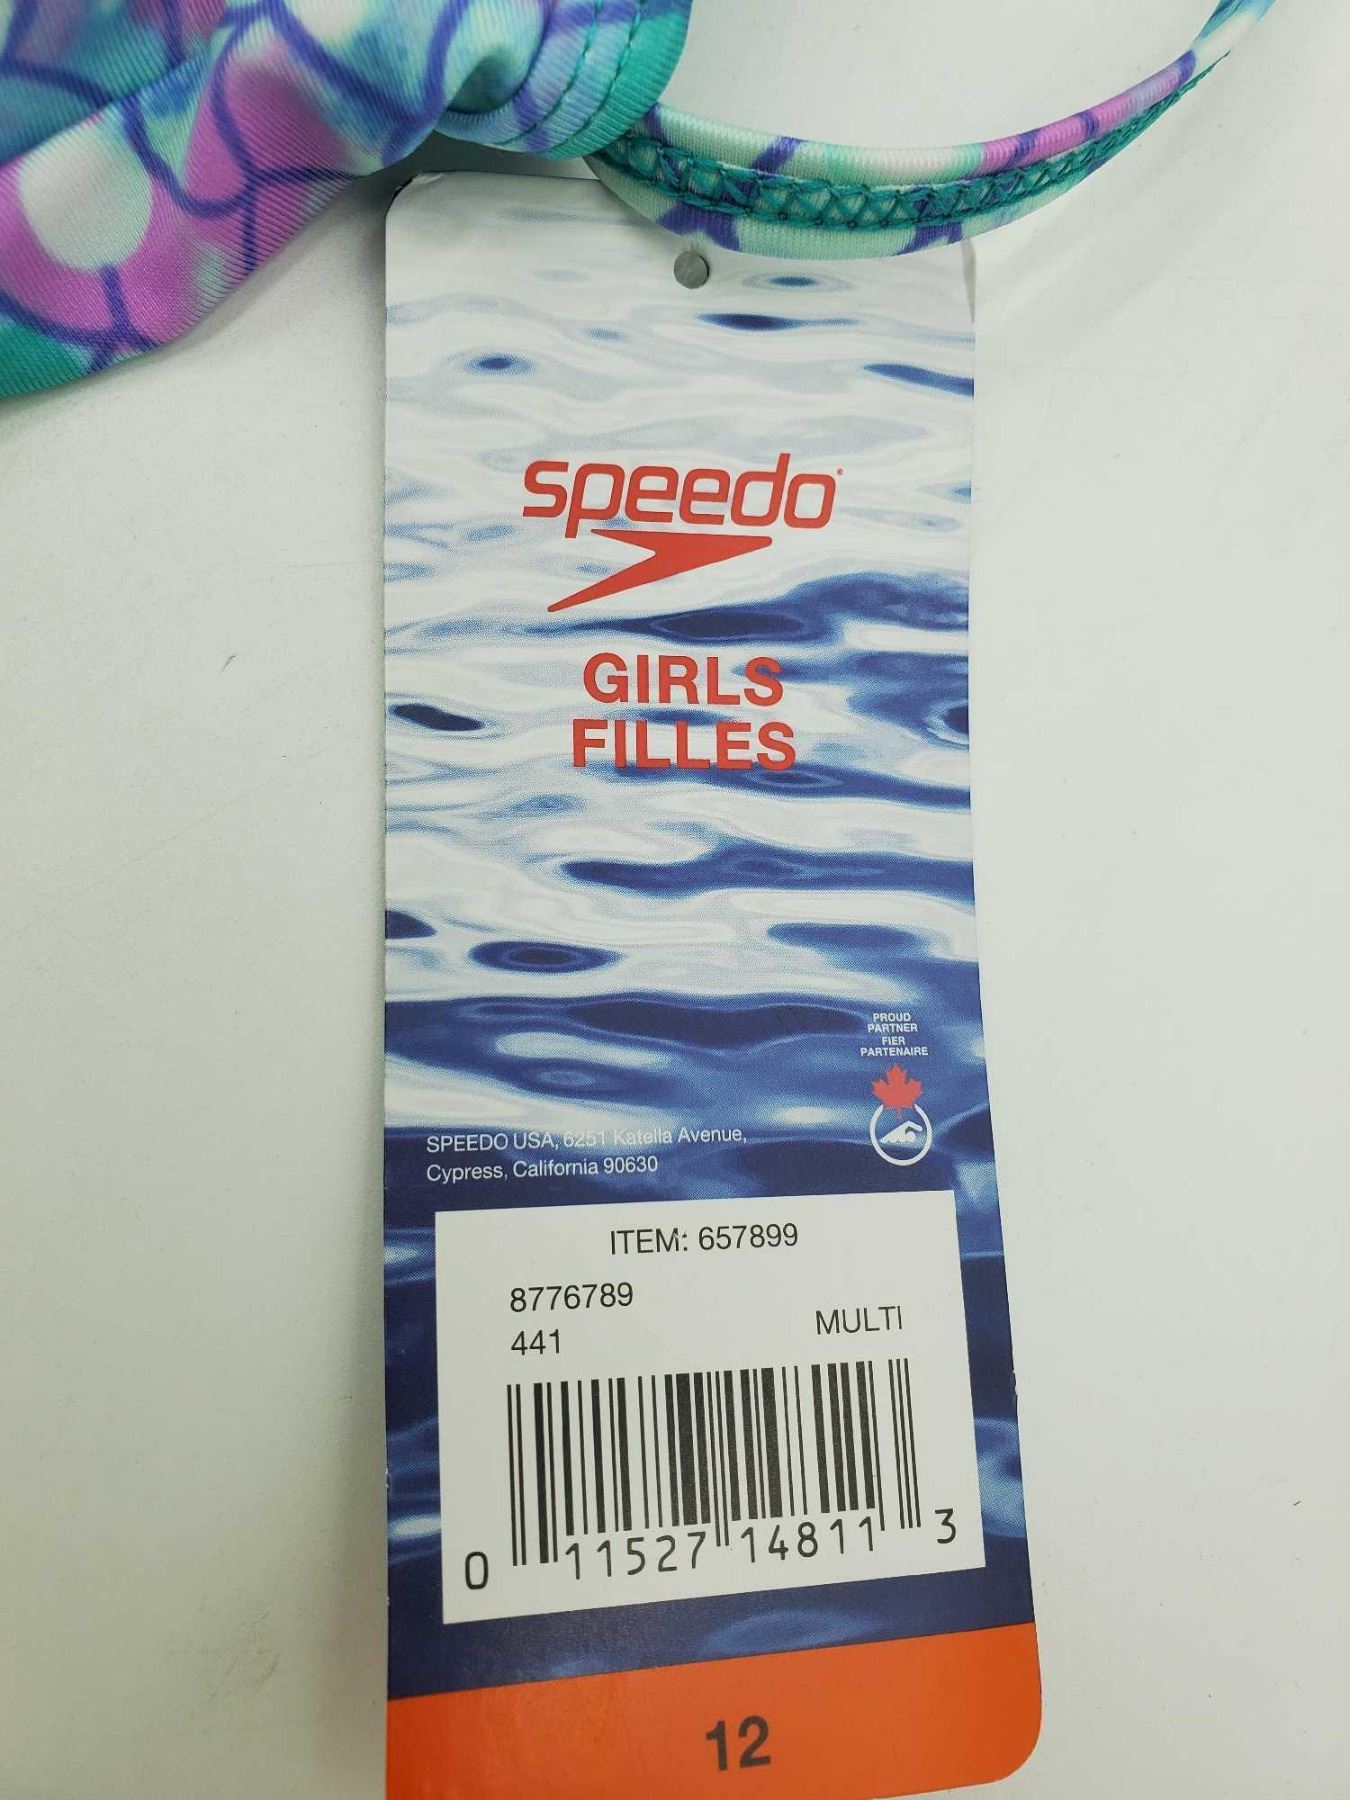 speedo
GIRLS
FILLES
PROUD
PARTNER
FIER
PARTENAIRE
SPEEDO USA, 6251 Katella Avenue,
Cypress, California 90630
ITEM: 657899
8776789
441 MULTI
0 11527 14811 3
12